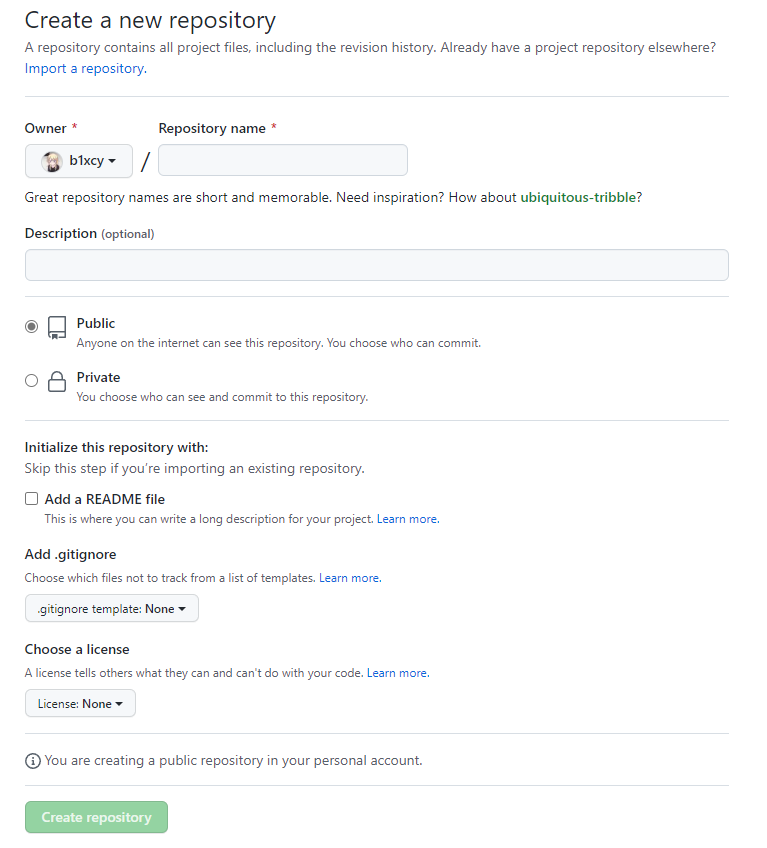 Create a new repository
A repository contains all project files, including the revision history. Already have a project repository elsewhere?
Import a repository.
Owner * Repository name *
b1xcy /
Great repository names are short and memorable. Need inspiration? How about ubiquitous-tribble?
Description (optional)
Public
Anyone on the internet can see this repository. You choose who can commit.
Private
You choose who can see and commit to this repository.
Initialize this repository with:
Skip this step if you're importing an existing repository.
Add a README file
This is where you can write a long description for your project. Learn more.
Add .gitignore
Choose which files not to track from a list of templates. Learn more.
.gitignore template: None
Choose a license
A license tells others what they can and can't do with your code. Learn more.
License: None
You are creating a public repository in your personal account.
Create repository